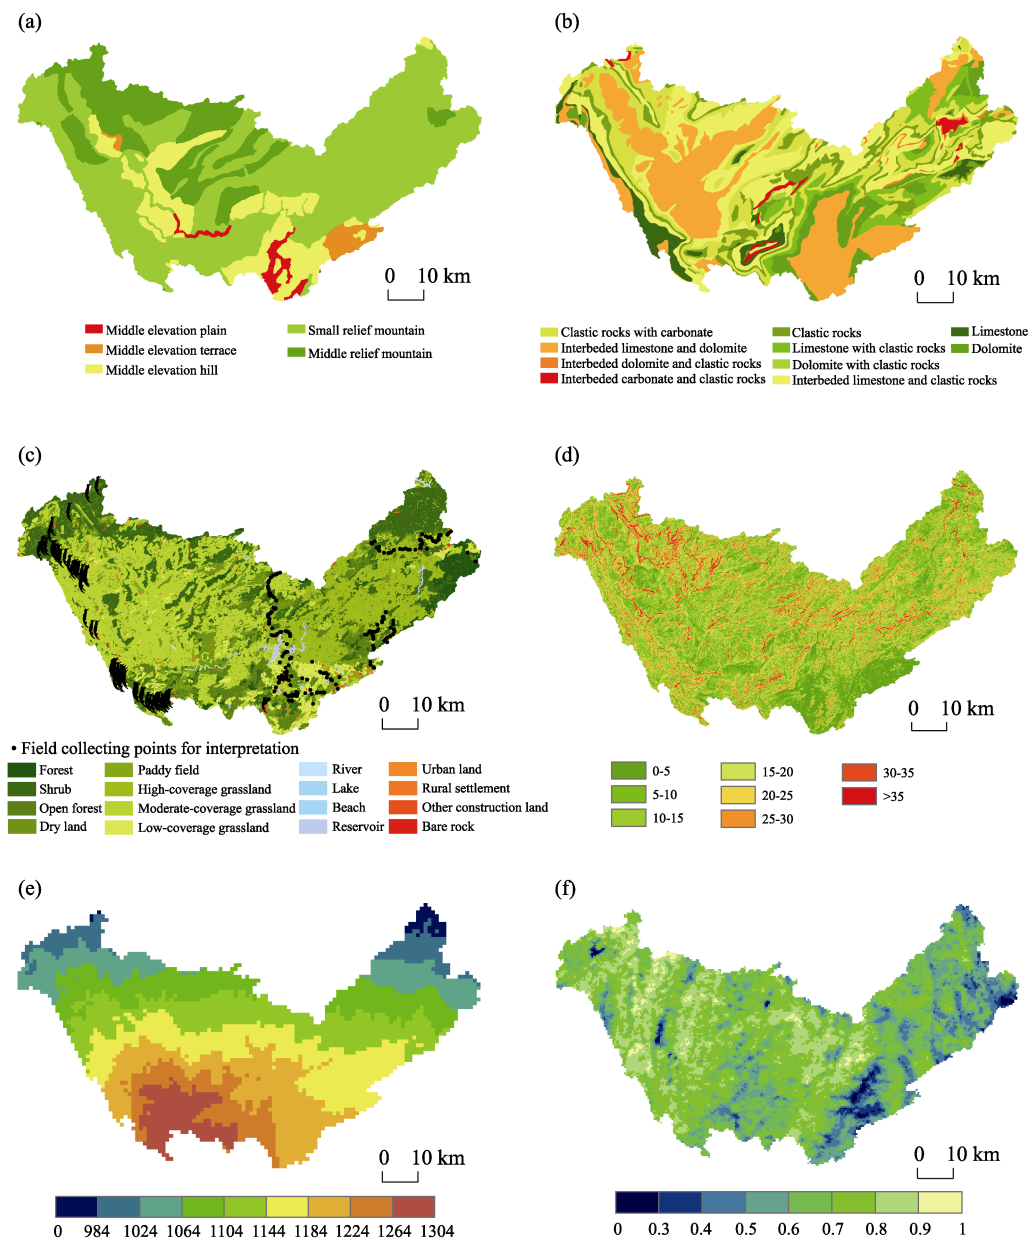 (a)
(b)
0 10 km
0 10 km
Middle elevation plain
Small relief mountain
Middle elevation terrace
Middle relief mountain
Middle elevation hill
Clastic rocks with carbonate
Clastic rocks
Limestone
Interbeded limestone and dolomite
Limestone with clastic rocks
Dolomite
Interbeded dolomite and clastic rocks
Dolomite with clastic rocks
Interbeded carbonate and clastic rocks
Interbeded limestone and clastic rocks
(c)
(d)
0 10 km
0 10 km
• Field collecting points for interpretation
Forest
Paddy field
River
Urban land
Shrub
High-coverage grassland
Lake
Rural settlement
Open forest
Moderate-coverage grassland
Beach
Other construction land
Dry land
Low-coverage grassland
Reservoir
Bare rock
0-5
15-20
30-35
5-10
20-25
>35
10-15
25-30
(e)
(f)
0 10 km
0 10 km
0 984 1024 1064 1104 1144 1184 1224 1264 1304
0 0.3 0.4 0.5 0.6 0.7 0.8 0.9 1